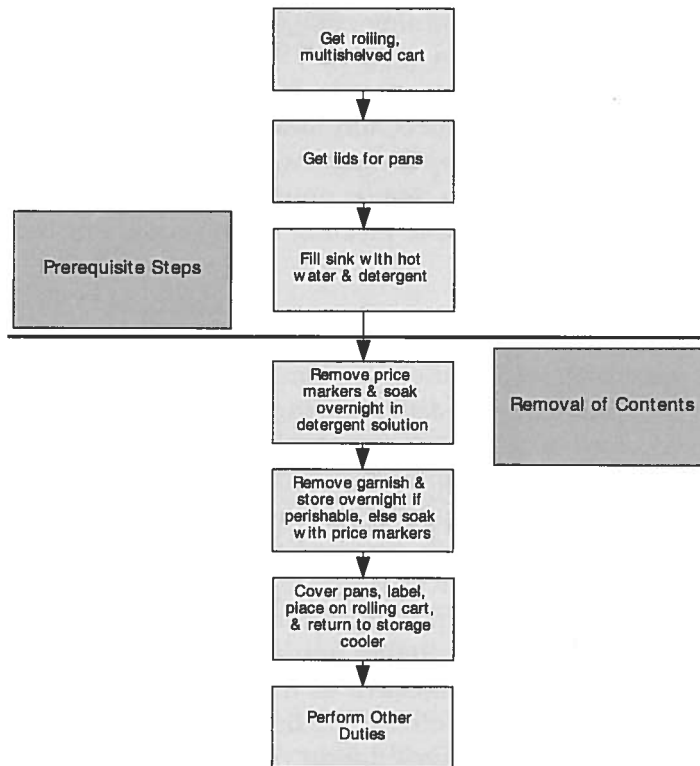 Get rolling,
multishelved cart
Get lids for pans
Prerequisite Steps
Fill sink with hot
water & detergent
Remove price
markers & soak
overnight in
detergent solution
Removal of Contents
Remove garnish &
store overnight if
perishable, else soak
with price markers
Cover pans, label,
place on rolling cart,
& return to storage
cooler
Perform Other
Duties